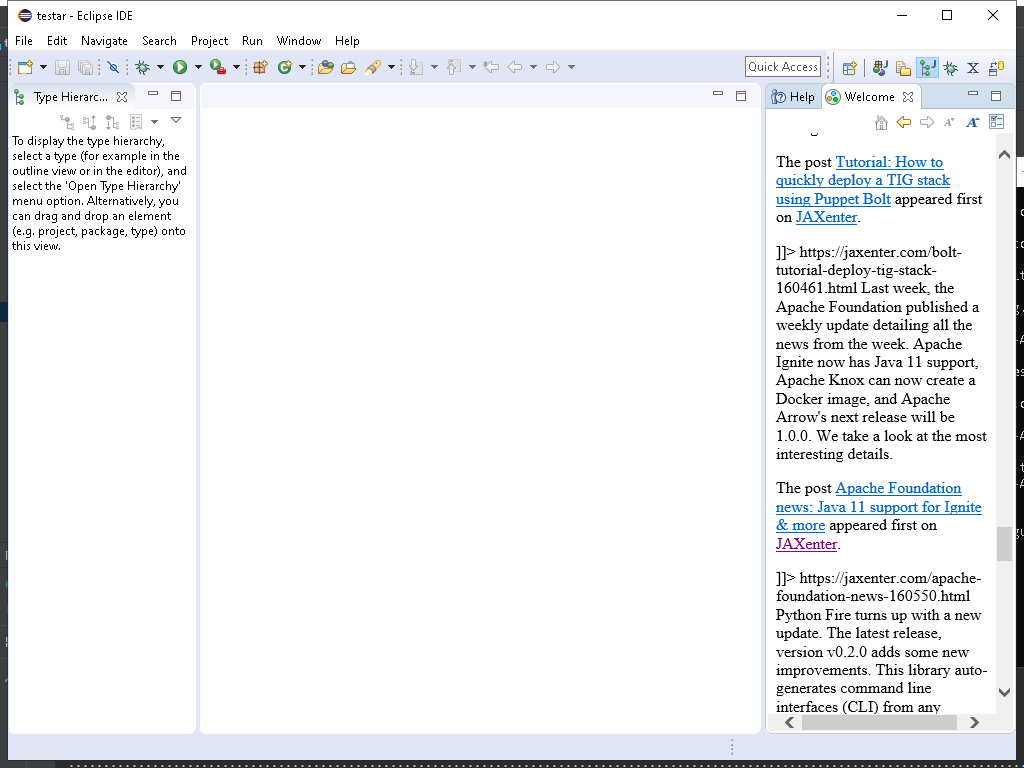 testar - Eclipse IDE
File Edit Navigate Search Project Run Window Help
Quick Access
Type Hierarc...
Help Welcome
To display the type hierarchy,
select a type (for example in the
outline view or in the editor), and
select the 'Open Type Hierarchy'
menu option. Alternatively, you
can drag and drop an element
(e.g. project, package, type) onto
this view.
The post Tutorial: How to
quickly deploy a TIG stack
using Puppet Bolt appeared first
on JAXenter.
]]> https://jaxenter.com/bolt-
tutorial-deploy-tig-stack-
160461.html Last week, the
Apache Foundation published a
weekly update detailing all the
news from the week. Apache
Ignite now has Java 11 support,
Apache Knox can now create a
Docker image, and Apache
Arrow's next release will be
1.0.0. We take a look at the most
interesting details.
The post Apache Foundation
news: Java 11 support for Ignite
& more appeared first on
JAXenter.
]]> https://jaxenter.com/apache-
foundation-news-160550.html
Python Fire turns up with a new
update. The latest release,
version v0.2.0 adds some new
improvements. This library auto-
generates command line
interfaces (CLI) from any